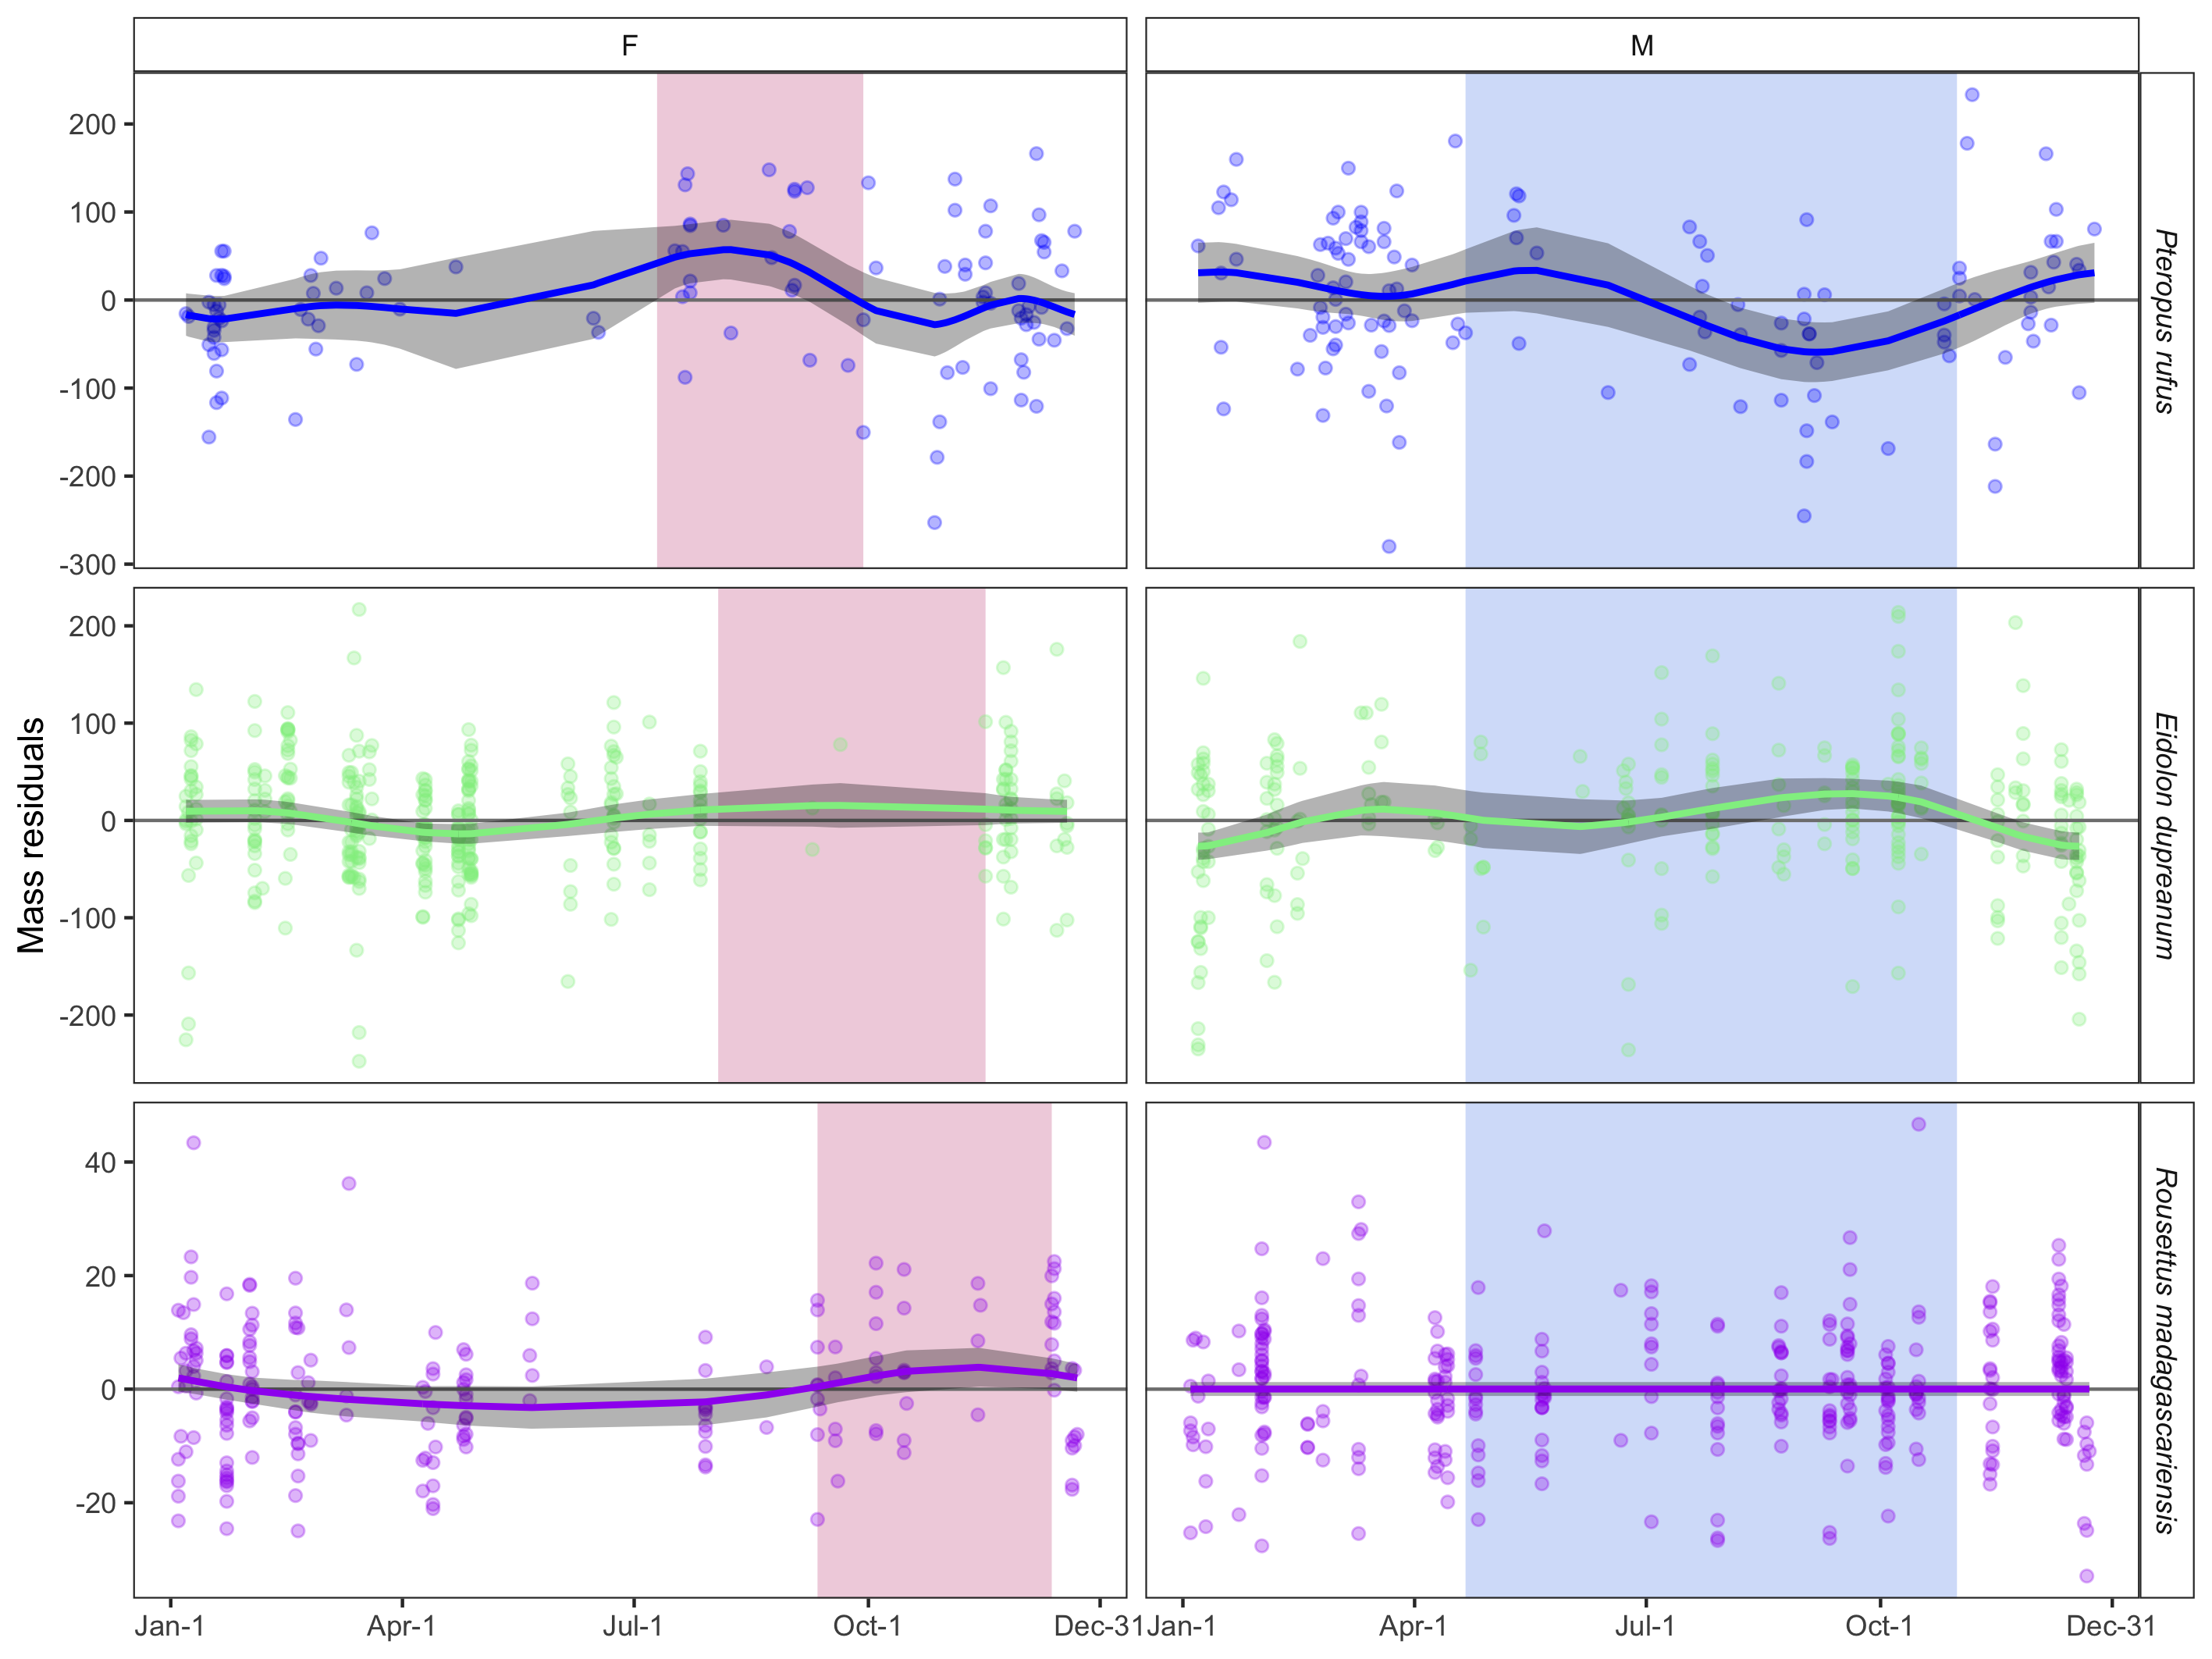 F
M
200
100
0
-100
-200
-300
Pteropus rufus
200
100
0
-100
-200
Eidolon dupreanum
Mass residuals
40
20
0
-20
Rousettus madagascariensis
Jan-1 Apr-1 Jul-1 Oct-1 Dec-31 Jan-1 Apr-1 Jul-1 Oct-1 Dec-31